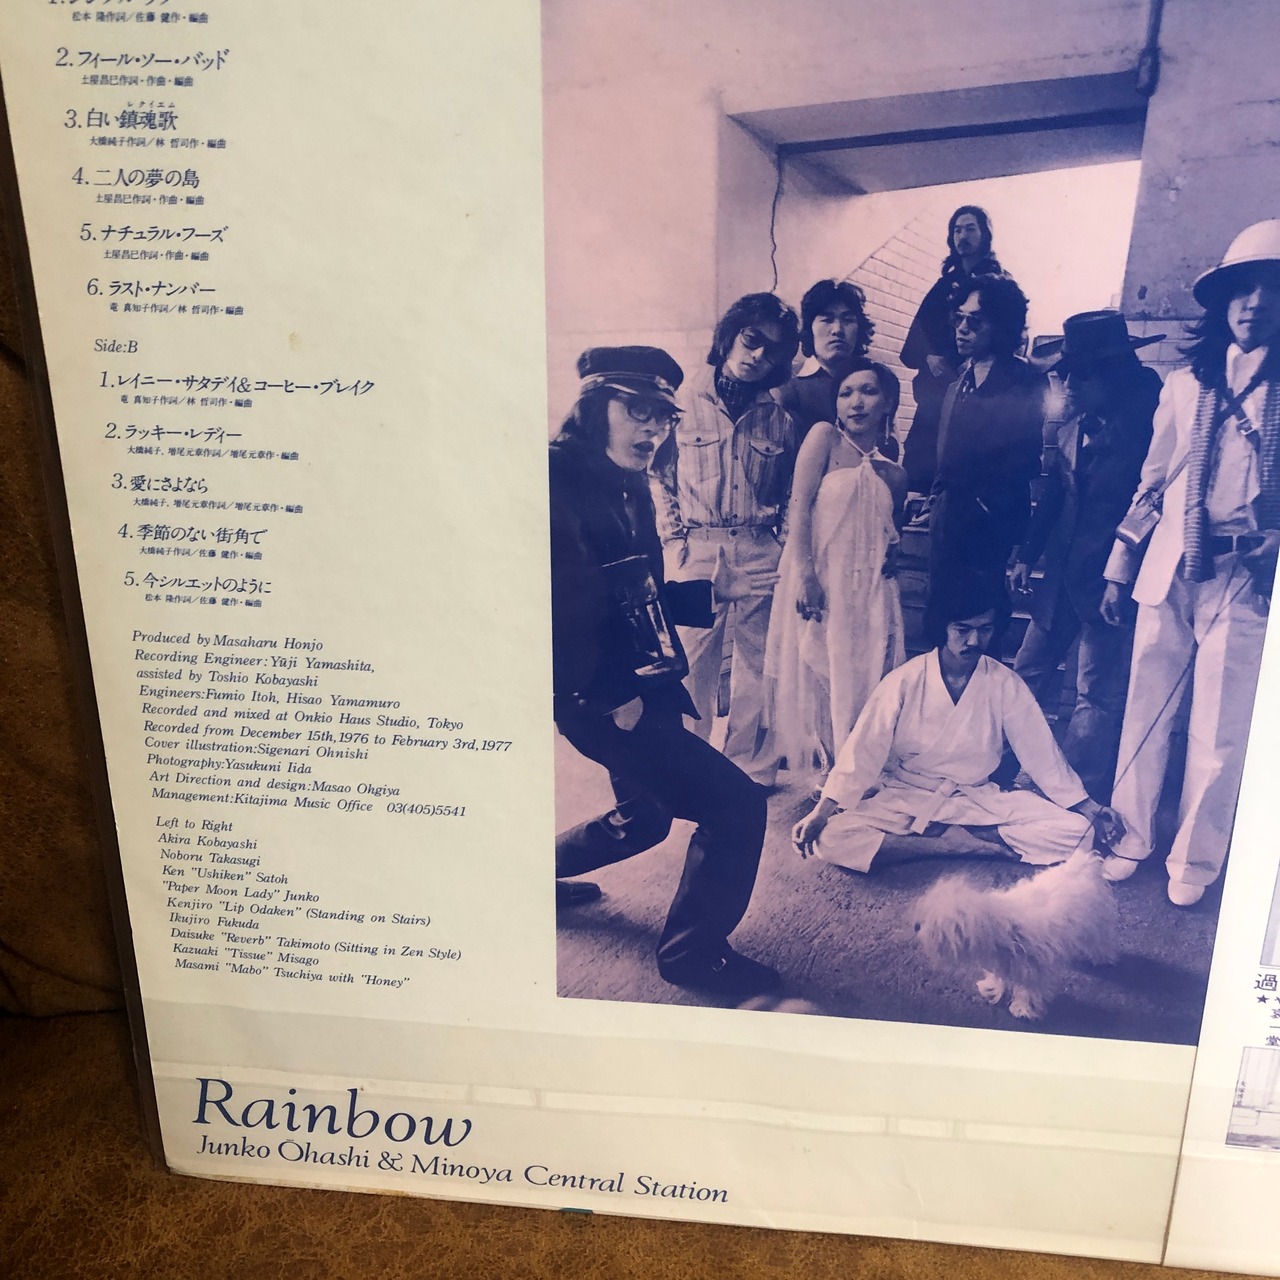 松本 隆作詞／佐藤 健作・編曲
2. フィール・ソー・バッド
土屋昌巳作詞・作曲・編曲
レクイエム
3. 白い鎮魂歌
大橋純子作詞／林 哲司作・編曲
4. 二人の夢の島
土屋昌巳作詞・作曲・編曲
5. ナチュラル・フーズ
土屋昌巳作詞・作曲・編曲
6. ラスト・ナンバー
竜 真知子作詞／林 哲司作・編曲
Side:B
1. レイニー・サタデイ&コーヒー・ブレイク
竜 真知子作詞／林 哲司作・編曲
2. ラッキー・レディー
大橋純子、増尾元章作詞／増尾元章作・編曲
3. 愛にさよなら
大橋純子、増尾元章作詞／増尾元章作・編曲
4. 季節のない街角で
大橋純子作詞／佐藤 健作・編曲
5. 今シルエットのように
松本 隆作詞／佐藤 健作・編曲
Produced by Masaharu Honjo
Recording Engineer:Yūji Yamashita,
assisted by Toshio Kobayashi
Engineers:Fumio Itoh, Hisao Yamamuro
Recorded and mixed at Onkio Haus Studio, Tokyo
Recorded from December 15th, 1976 to February 3rd, 1977
Cover illustration:Sigenari Ohnishi
Photography:Yasukuni Iida
Art Direction and design:Masao Ohgiya
Management:Kitajima Music Office 03(405)5541
Left to Right
Akira Kobayashi
Noboru Takasugi
Ken "Ushiken" Satoh
"Paper Moon Lady" Junko
Kenjiro "Lip Odaken" (Standing on Stairs)
Ikujiro Fukuda
Daisuke "Reverb" Takimoto (Sitting in Zen Style)
Kazuaki "Tissue" Misago
Masami "Mabo" Tsuchiya with "Honey"
Rainbow
Junko Ōhashi & Minoya Central Station
過